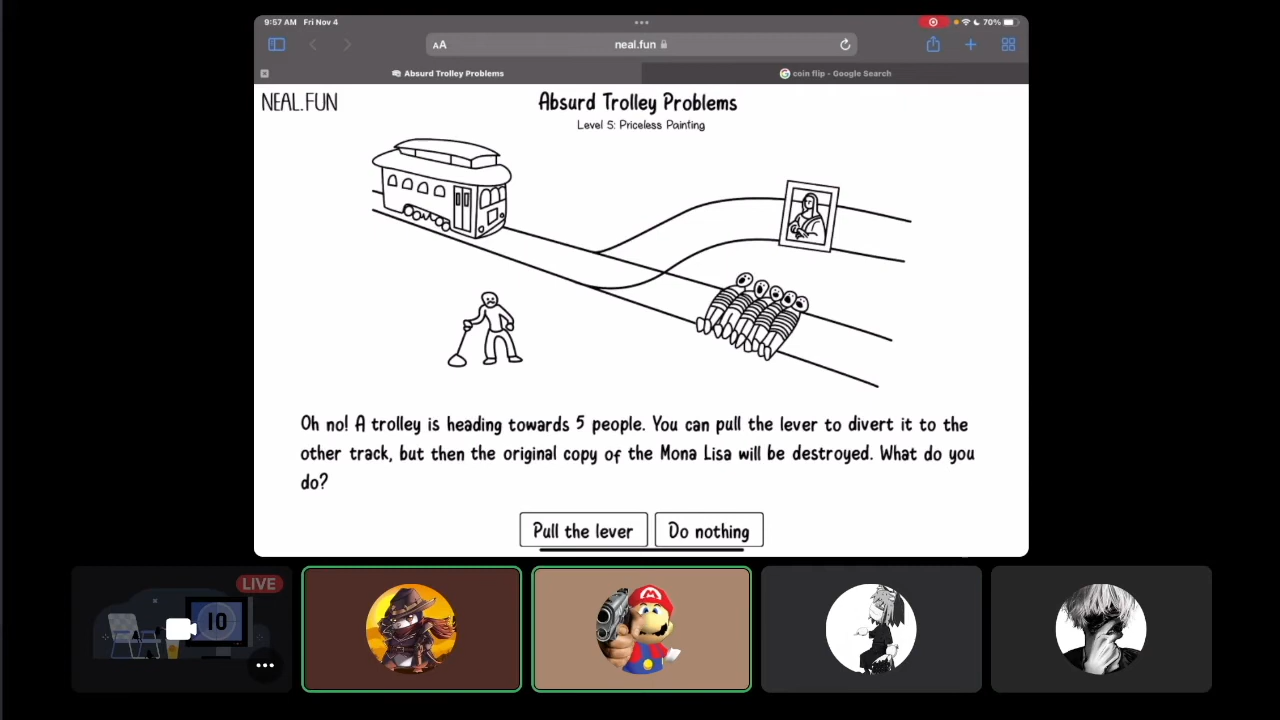 9:57 AM Fri Nov 4
70%
AA
neal.fun
Absurd Trolley Problems
coin flip - Google Search
NEAL.FUN
Absurd Trolley Problems
Level 5: Priceless Painting
Oh no! A trolley is heading towards 5 people. You can pull the lever to divert it to the
other track, but then the original copy of the Mona Lisa will be destroyed. What do you
do?
Pull the lever
Do nothing
LIVE
10